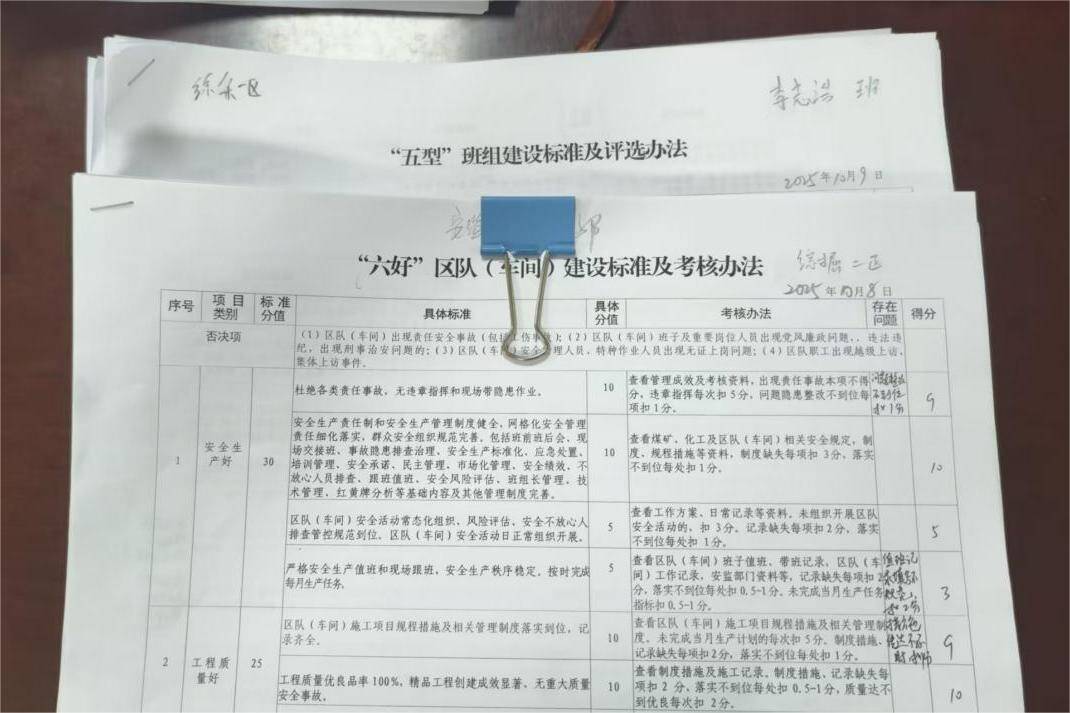 综采一区
李志浩 班
“五型”班组建设标准及评选办法
2025年10月9日
“六好”区队（车间）建设标准及考核办法
综掘二区
2025年10月8日
序号 项目类别 标准分值 具体标准 具体分值 考核办法 存在问题 得分
否决项
（1）区队（车间）出现责任安全事故（包括工伤事故）；（2）区队（车间）班子及重要岗位人员出现党风廉政问题，、违法违
纪，出现刑事治安问题的；（3）区队（车间）安全管理人员，特种作业人员出现无证上岗问题；（4）区队职工出现越级上访，
集体上访事件。
1
安全生
产好
30
杜绝各类责任事故，无违章指挥和现场带隐患作业。
10
查看管理成效及考核资料，出现责任事故本项不得
分，违章指挥每次扣 5分，问题隐患整改不到位每
项扣 1分。
扣1分
9
安全生产责任制和安全生产管理制度健全，网格化安全管理
责任细化落实，群众安全组织规范完善。包括班前班后会、现
场交接班、事故隐患排查治理、安全生产标准化、应急处置、
培训管理、安全承诺、民主管理、市场化管理、安全绩效、不
放心人员排查、跟班值班、安全风险评估、班组长管理、技
术管理、红黄牌分析等基础内容及其他管理制度完善。
10
查看煤矿、化工及区队（车间）相关安全规定，制
度、规程措施等资料，制度缺失每项扣 3分，落实
不到位每处扣 1分。
10
区队（车间）安全活动常态化组织、风险评估、安全不放心人
排查管控规范到位。区队（车间）安全活动日正常组织开展。
5
查看工作方案、日常记录等资料。未组织开展区队
安全活动的，扣 3分。记录缺失每项扣 2分，落实
不到位每处扣 1分。
5
严格安全生产值班和现场跟班，安全生产秩序稳定，按时完成
每月生产任务。
5
查看区队（车间）班子值班、带班记录、区队（车
间）工作记录，安监部门资料等，记录缺失每项扣 2
分，落实不到位每处扣 0.5-1分。未完成当月生产任务
指标扣 0.5-1分。
值班记
扣2分
3
2
工程质
量好
25
区队（车间）施工项目规程措施及相关管理制度落实到位，记
录齐全。
10
查看区队（车间）施工项目规程措施及相关管理制
度。未完成当月生产计划的每次扣 5分。制度措施、
记录缺失每项扣 2分，落实不到位每处扣 1分。
9
工程质量优良品率 100%，精品工程创建成效显著、无重大质量
安全事故。
10
查看制度措施及施工记录。制度措施、记录缺失每
项扣 2 分，落实不到位每处扣 0.5-1分，质量达不
到优良每次扣 2分。
10